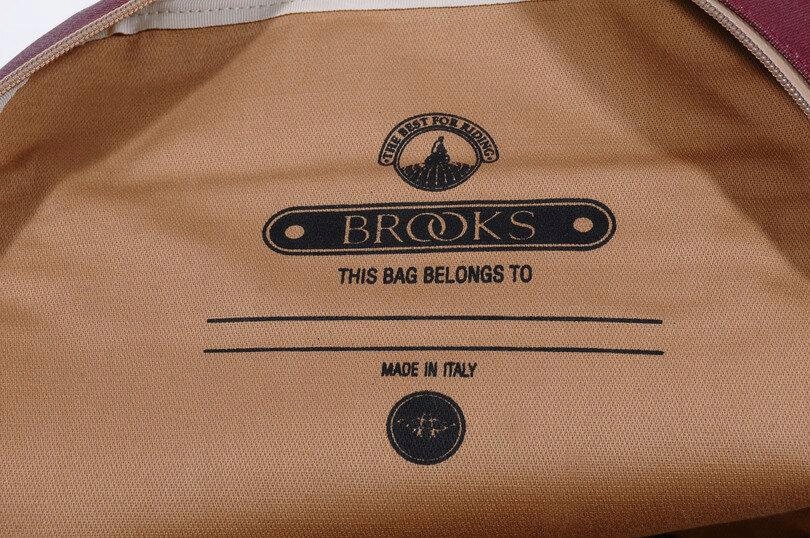 THE BEST FOR RIDING
BROOKS
THIS BAG BELONGS TO
MADE IN ITALY